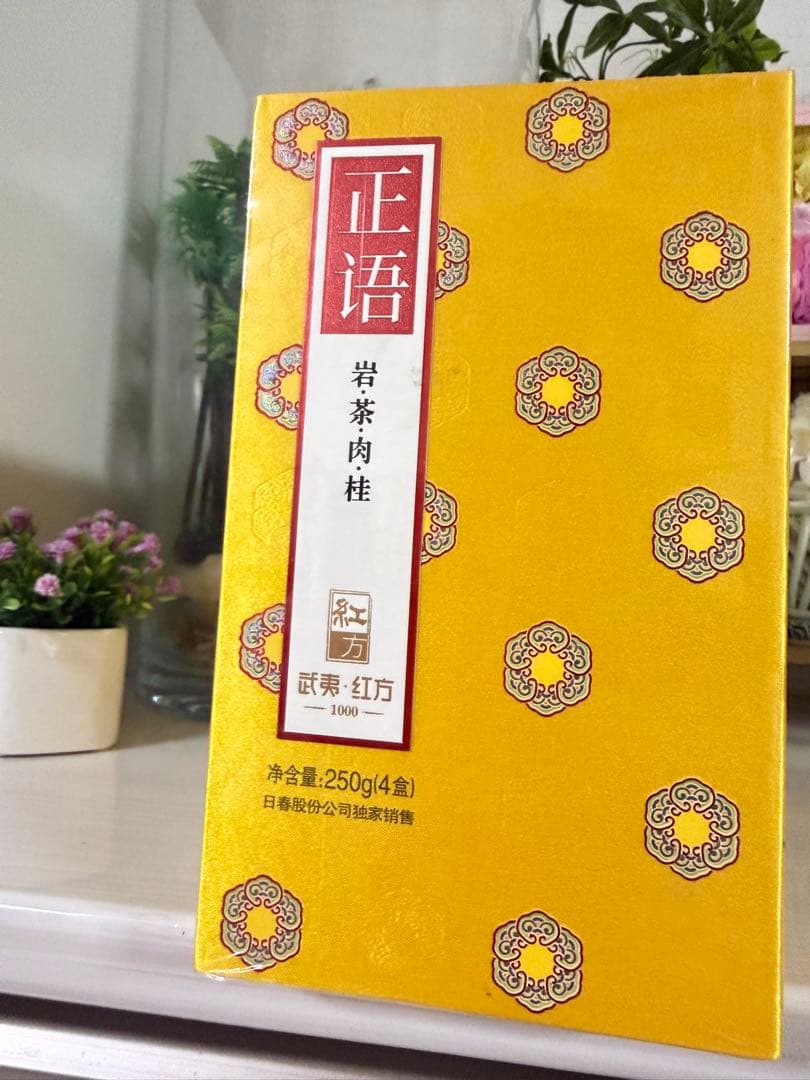 正语
岩·茶·肉·桂
紅方
武夷·红方
1000
净含量:250g(4盒)
日春股份公司独家销售